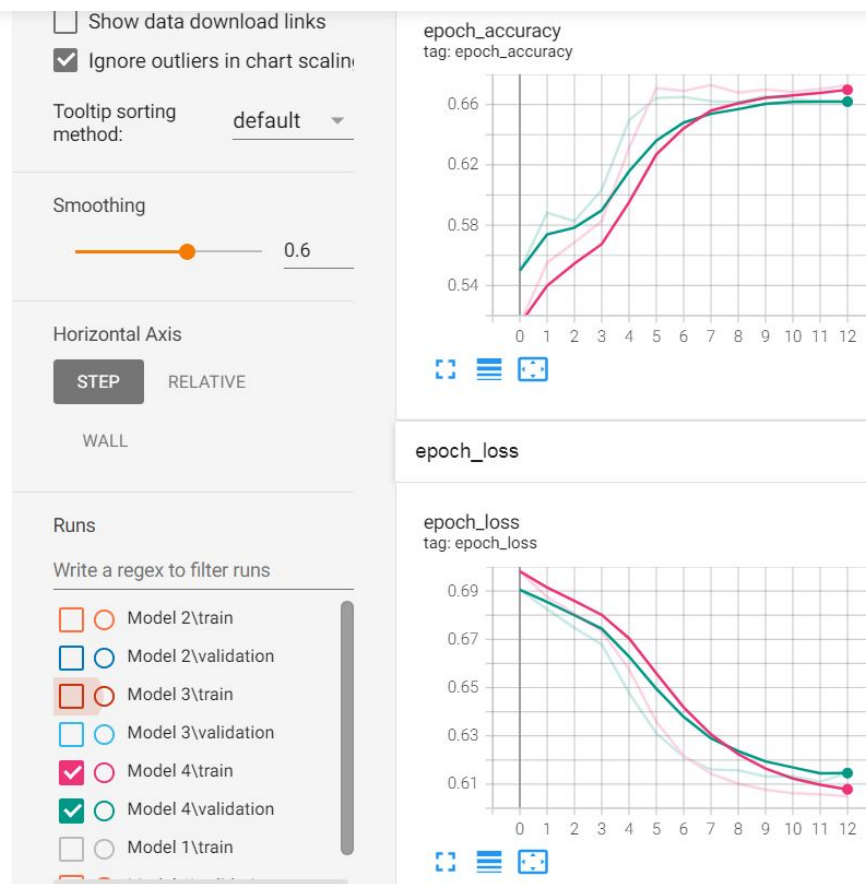 Show data download links
Ignore outliers in chart scaling
Tooltip sorting
method:
default
Smoothing
0.6
Horizontal Axis
STEP
RELATIVE
WALL
Runs
Write a regex to filter runs
Model 2\train
Model 2\validation
Model 3\train
Model 3\validation
Model 4\train
Model 4\validation
Model 1\train
epoch_accuracy
tag: epoch_accuracy
0.66
0.62
0.58
0.54
0 1 2 3 4 5 6 7 8 9 10 11 12
epoch_loss
epoch_loss
tag: epoch_loss
0.69
0.67
0.65
0.63
0.61
0 1 2 3 4 5 6 7 8 9 10 11 12